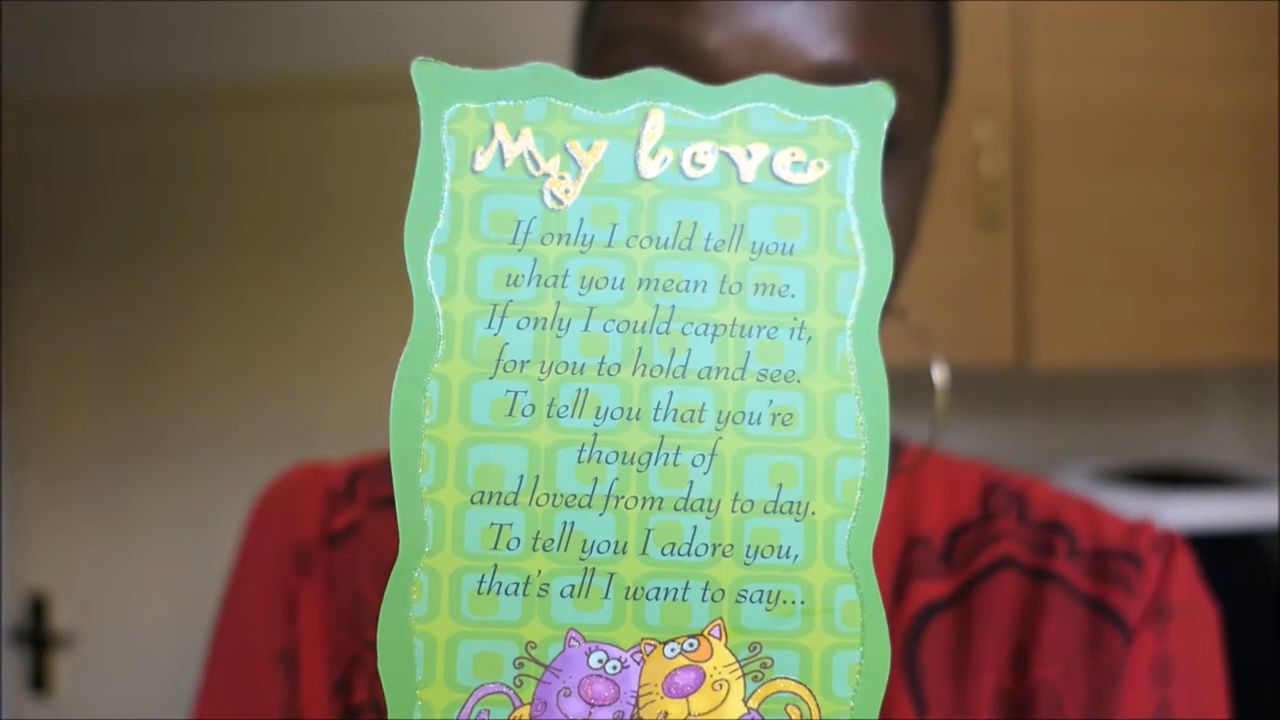 My love
If only I could tell you
what you mean to me.
If only I could capture it,
for you to hold and see.
To tell you that you're
thought of
and loved from day to day.
To tell you I adore you,
that's all I want to say...